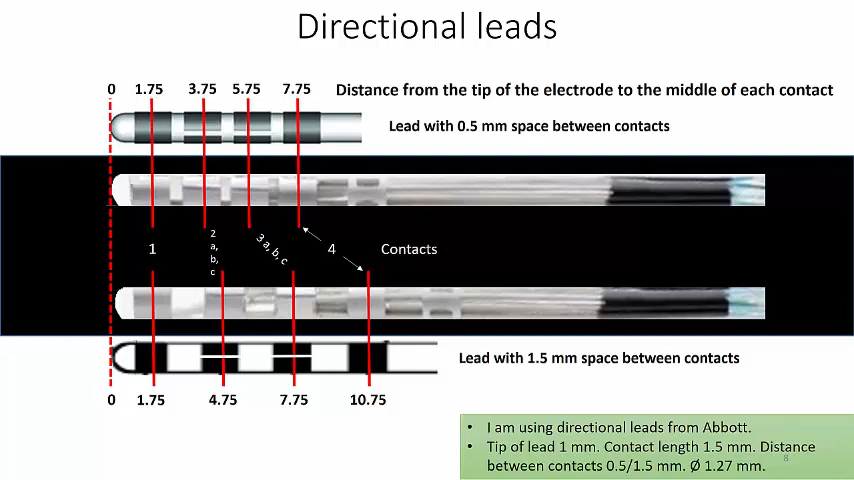 Directional leads
0 1.75 3.75 5.75 7.75 Distance from the tip of the electrode to the middle of each contact
Lead with 0.5 mm space between contacts
1 2 a, b, c 3 a, b, c 4 Contacts
Lead with 1.5 mm space between contacts
0 1.75 4.75 7.75 10.75
• I am using directional leads from Abbott.
• Tip of lead 1 mm. Contact length 1.5 mm. Distance
between contacts 0.5/1.5 mm. Ø 1.27 mm.
8